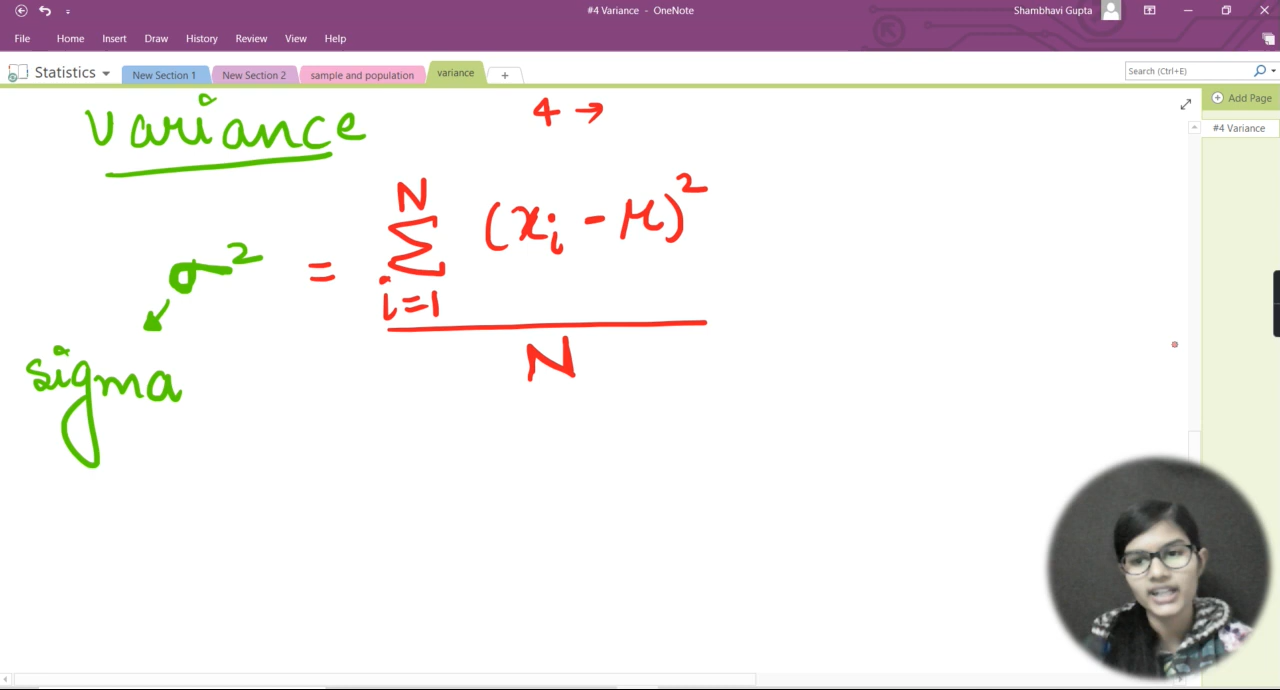 #4 Variance - OneNote
Shambhavi Gupta
File Home Insert Draw History Review View Help
Statistics
New Section 1
New Section 2
sample and population
variance
+
Search (Ctrl+E)
Add Page
#4 Variance
variance
4 →
σ² = N ∑ i=1 (xᵢ - μ)²
N
sigma